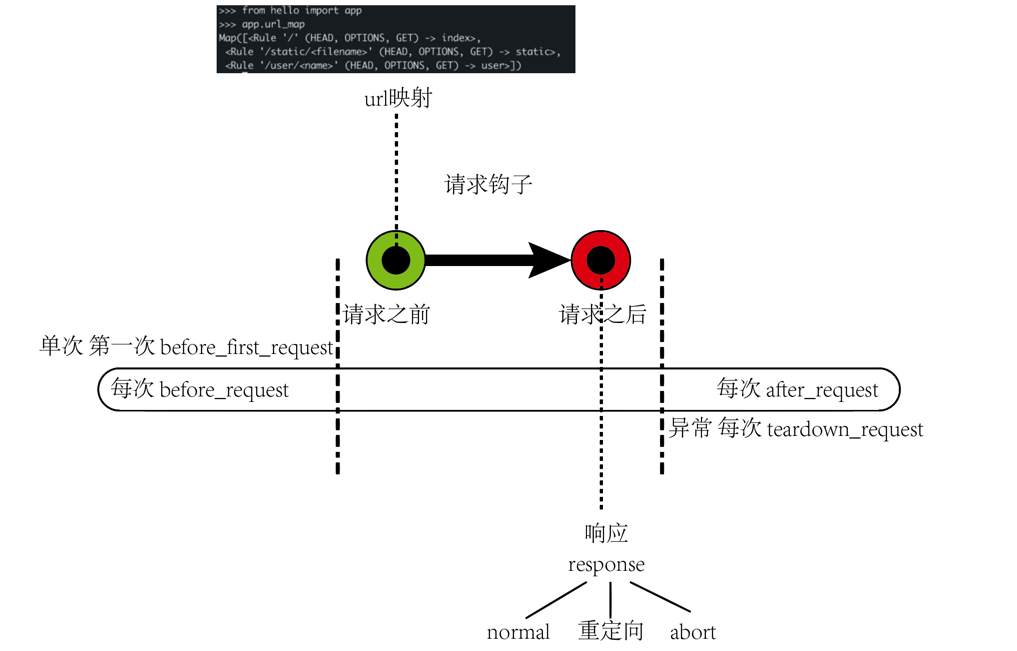 >>> from hello import app
>>> app.url_map
Map([<Rule '/' (HEAD, OPTIONS, GET) -> index>,
<Rule '/static/<filename>' (HEAD, OPTIONS, GET) -> static>,
<Rule '/user/<name>' (HEAD, OPTIONS, GET) -> user>])
url映射
请求钩子
请求之前
请求之后
单次 第一次 before_first_request
每次 before_request
每次 after_request
异常 每次 teardown_request
响应
response
normal 重定向 abort